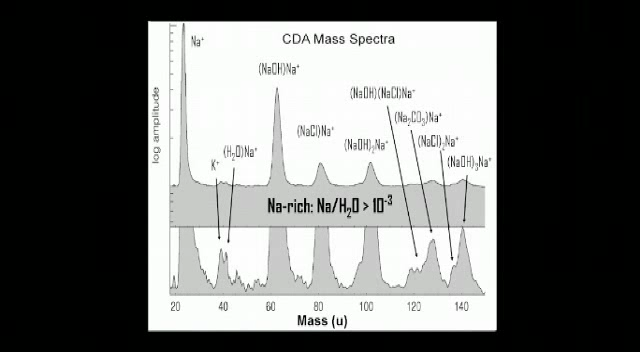 CDA Mass Spectra
Na⁺
(NaOH)Na⁺
(NaOH)(NaCl)Na⁺
(Na₂CO₃)Na⁺
(NaCl)Na⁺
(NaCl)₂Na⁺
(NaOH)₂Na⁺
(H₂O)Na⁺
K⁺
(NaOH)₃Na⁺
log amplitude
Na-rich: Na/H₂O > 10⁻³
20 40 60 80 100 120 140
Mass (u)